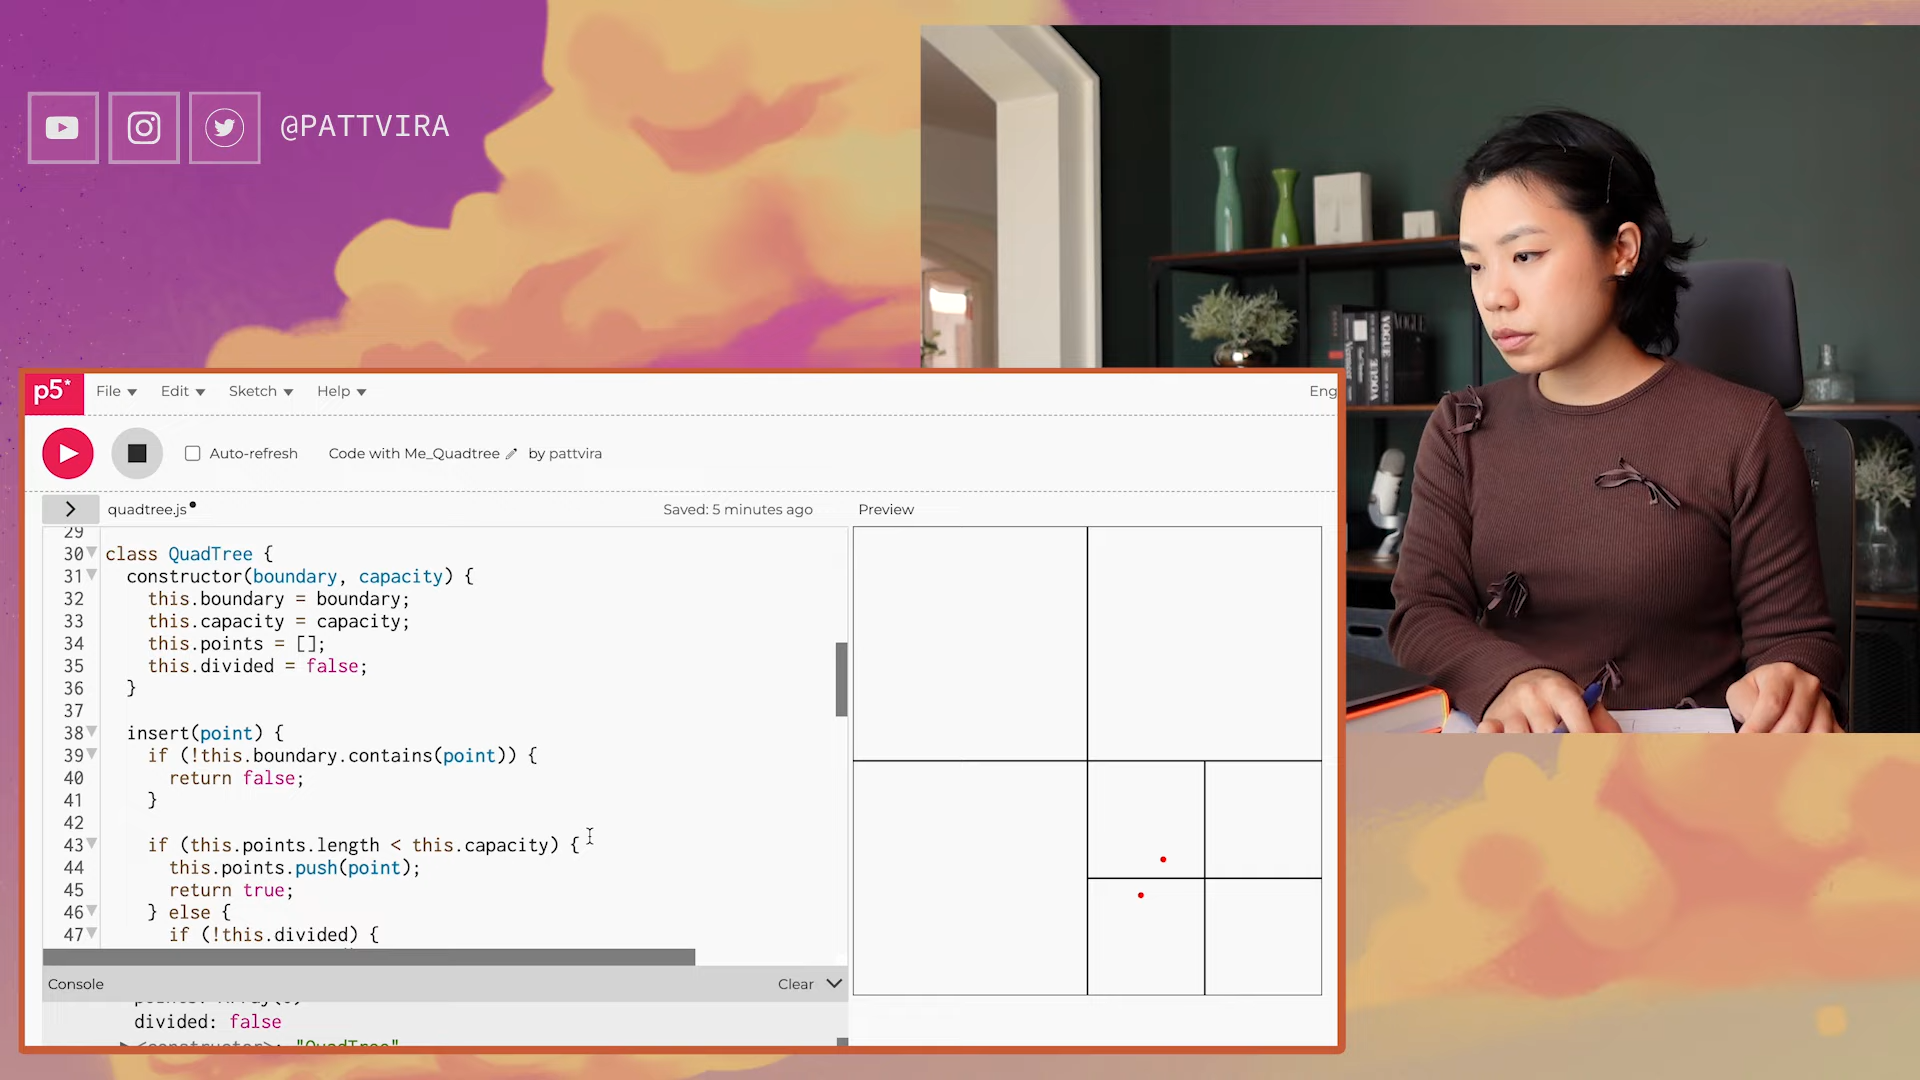 @PATTVIRA
VOGUE
VOGUE
p5*
File
Edit
Sketch
Help
Eng
Auto-refresh
Code with Me_Quadtree
by pattvira
quadtree.js
Saved: 5 minutes ago
Preview
29
30 class QuadTree {
31 constructor(boundary, capacity) {
32 this.boundary = boundary;
33 this.capacity = capacity;
34 this.points = [];
35 this.divided = false;
36 }
37
38 insert(point) {
39 if (!this.boundary.contains(point)) {
40 return false;
41 }
42
43 if (this.points.length < this.capacity) {
44 this.points.push(point);
45 return true;
46 } else {
47 if (!this.divided) {
Console
Clear
divided: false
<constructor>: "QuadTree"